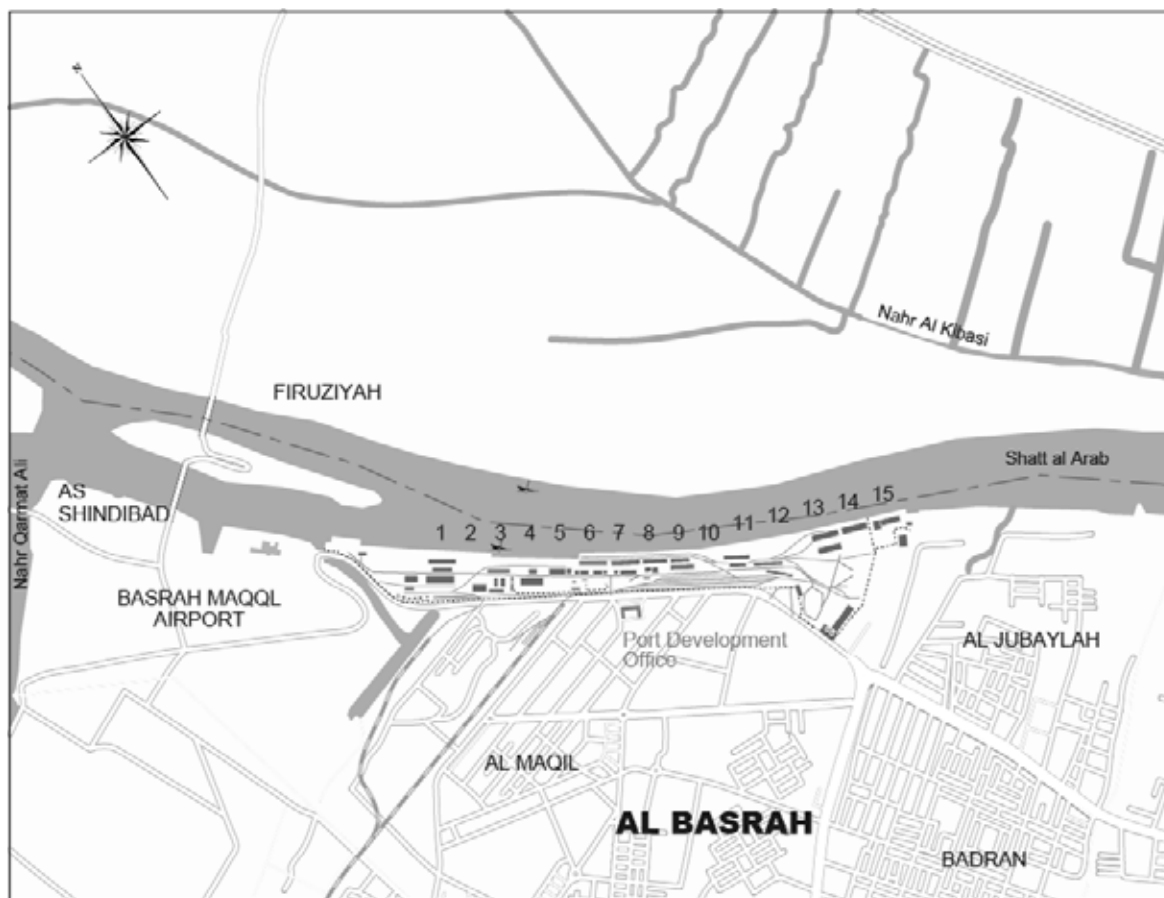 N
Nahr Al Kibasi
FIRUZIYAH
Shatt al Arab
Nahr Qarmat Ali
AS
SHINDIBAD
1 2 3 4 5 6 7 8 9 10 11 12 13 14 15
BASRAH MAQQL
AIRPORT
Port Development
Office
AL JUBAYLAH
AL MAQIL
AL BASRAH
BADRAN